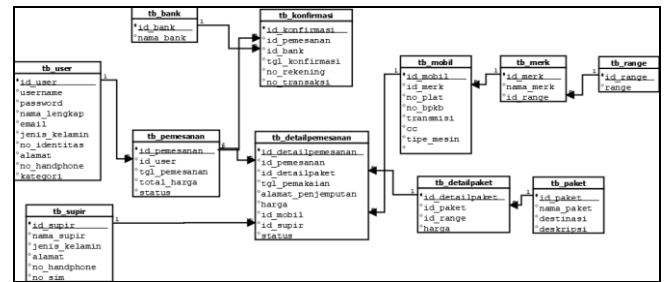 tb_bank
*id_bank
nama_bank
tb_konfirmasi
*id_konfirmasi
id_pemesanan
id_bank
tgl_konfirmasi
no_rekening
no_transaksi
tb_user
*id_user
username
password
nama_lengkap
email
jenis_kelamin
no_identitas
alamat
no_handphone
kategori
tb_pemesanan
*id_pemesanan
id_user
tgl_pemesanan
total_harga
status
tb_detailpemesanan
*id_detailpemesanan
id_pemesanan
id_detailpaket
tgl_pemakaian
alamat_penjemputan
harga
id_mobil
id_supir
status
tb_mobil
*id_mobil
id_merk
no_plat
no_bpkb
transmisi
cc
tipe_mesin
tb_merk
*id_merk
nama_merk
id_range
tb_range
*id_range
range
tb_detailpaket
*id_detailpaket
id_paket
id_range
harga
tb_paket
*id_paket
nama_paket
destinasi
deskripsi
tb_supir
*id_supir
nama_supir
jenis_kelamin
alamat
no_handphone
no_sim